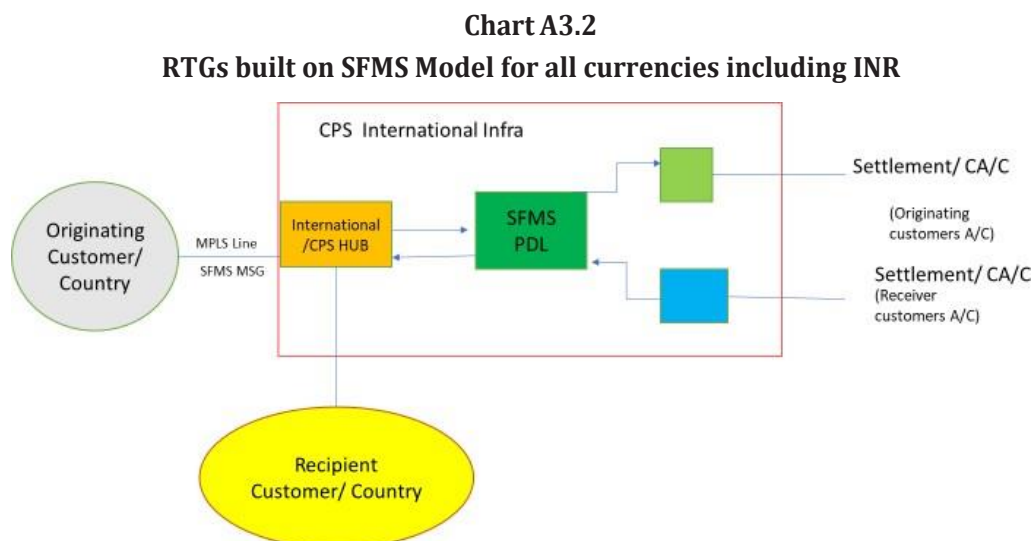 Chart A3.2
RTGs built on SFMS Model for all currencies including INR
CPS International Infra
Originating
Customer/
Country
MPLS Line
SFMS MSG
International
/CPS HUB
SFMS
PDL
Settlement/ CA/C
(Originating
customers A/C)
Settlement/ CA/C
(Receiver
customers A/C)
Recipient
Customer/ Country